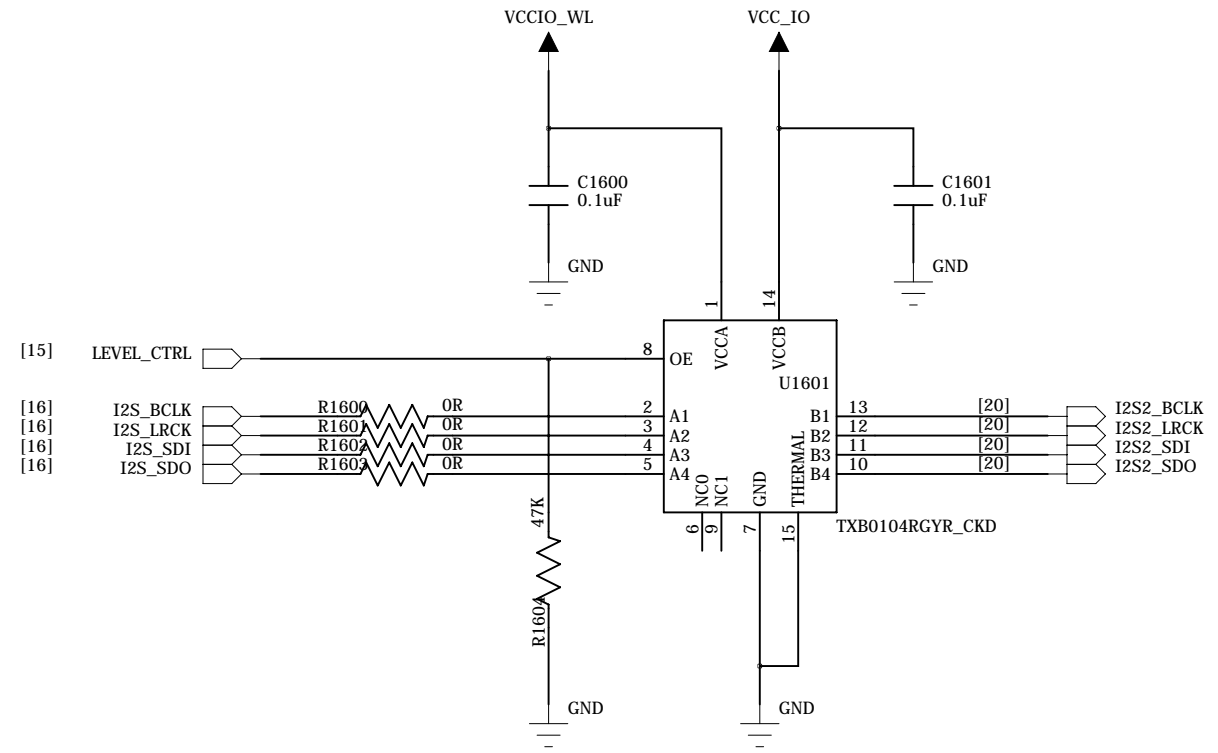 VCCIO_WL VCC_IO
C1600 C1601
0.1uF 0.1uF
GND GND
1 14
[15] LEVEL_CTRL 8 OE VCCA VCCB
U1601
[16] I2S_BCLK R1600 0R 2 A1 B1 13 [20] I2S2_BCLK
[16] I2S_LRCK R1601 0R 3 A2 B2 12 [20] I2S2_LRCK
[16] I2S_SDI R1602 0R 4 A3 B3 11 [20] I2S2_SDI
[16] I2S_SDO R1603 0R 5 A4 B4 10 [20] I2S2_SDO
NC0 NC1 GND THERMAL
47K 6 9 7 15 TXB0104RGYR_CKD
R1604
GND GND